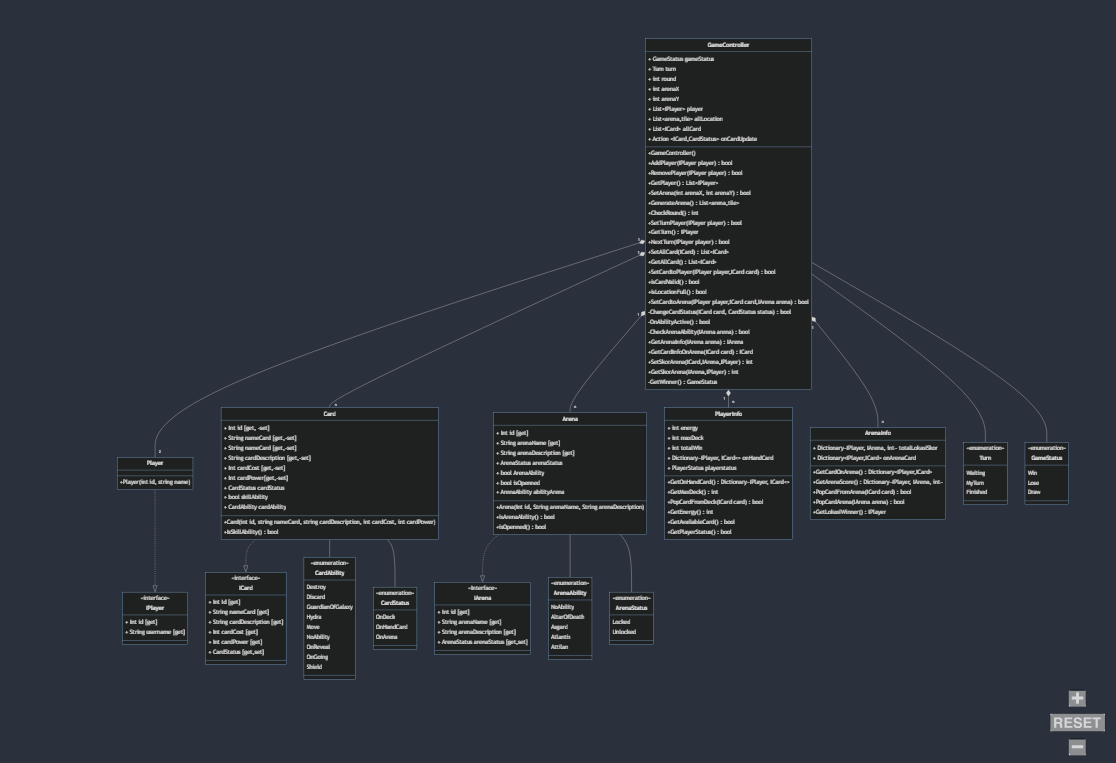 GameController
+ GameStatus gameStatus
+ Turn turn
+ int round
+ int arenaX
+ int arenaY
+ List<IPlayer> player
+ List<arena,tile> allLocation
+ List<ICard> allCard
+ Action <ICard,CardStatus> onCardUpdate
+GameController()
+AddPlayer(IPlayer player) : bool
+RemovePlayer(IPlayer player) : bool
+GetPlayer() : List<IPlayer>
+SetArena(int arenaX, int arenaY) : bool
+GenerateArena() : List<arena,tile>
+CheckRound() : int
+SetTurnPlayer(IPlayer player) : bool
+GetTurn() : IPlayer
+NextTurn(IPlayer player) : bool
+SetAllCard(ICard) : List<ICard>
+GetAllCard() : List<ICard>
+SetCardtoPlayer(IPlayer player,ICard card) : bool
+IsCardValid() : bool
+IsLocationFull() : bool
+SetCardtoArena(IPlayer player,ICard card,IArena arena) : bool
-ChangeCardStatus(ICard card, CardStatus status) : bool
-OnAbilityActive() : bool
-CheckArenaAbility(IArena arena) : bool
+GetArenaInfo(IArena arena) : IArena
+GetCardInfoOnArena(ICard card) : ICard
+SetSkorArena(ICard,IArena,IPlayer) : int
+GetSkorArena(IArena,IPlayer) : int
-GetWinner() : GameStatus
1
1
1
1
1
2
*
*
*
*
Player
+Player(int id, string name)
Card
+ int id [get, -set]
+ String nameCard [get,-set]
+ String nameCard [get,-set]
+ String cardDescription [get,-set]
+ int cardCost [get,-set]
+ int cardPower[get,-set]
+ CardStatus cardStatus
+ bool skillAbility
+ CardAbility cardAbility
+Card(int id, string nameCard, string cardDescription, int cardCost, int cardPower)
+IsSkillAbility() : bool
Arena
+ int id [get]
+ String arenaName [get]
+ String arenaDescription [get]
+ ArenaStatus arenaStatus
+ bool ArenaAbility
+ bool isOpenned
+ ArenaAbility abilityArena
+Arena(int id, String arenaName, String arenaDescription)
+IsArenaAbility() : bool
+IsOpenned() : bool
PlayerInfo
+ int energy
+ int maxDeck
+ int totalWin
+ Dictionary<IPlayer, ICard>> onHandCard
+ PlayerStatus playerstatus
+GetOnHandCard() : Dictionary<IPlayer, ICard>>
+GetMaxDeck() : int
+PopCardFromDeck(ICard card) : bool
+GetEnergy() : int
+GetAvailableCard() : bool
+GetPlayerStatus() : bool
ArenaInfo
+ Dictionary<IPlayer, int> totalLokasiSkor
+ Dictionary<IPlayer,ICard> onArenaCard
+GetCardOnArena() : Dictionary<IPlayer,ICard>
+GetArenaScore() : Dictionary<IPlayer, IArena, int>
+PopCardFromArena(ICard card) : bool
+PopCardArena(IArena arena) : bool
+GetLokasiWinner() : IPlayer
«enumeration»
Turn
Waiting
MyTurn
Finished
«enumeration»
GameStatus
Win
Lose
Draw
«interface»
IPlayer
+ int id [get]
+ String username [get]
«interface»
ICard
+ int id [get]
+ String nameCard [get]
+ String cardDescription [get]
+ int cardCost [get]
+ int cardPower [get]
+ CardStatus [get,set]
«enumeration»
CardAbility
Destroy
Discard
GuardianOfGalaxy
Hydra
Move
NoAbility
OnReveal
OnGoing
Shield
«enumeration»
CardStatus
OnDeck
OnHandCard
OnArena
«interface»
IArena
+ int id [get]
+ String arenaName [get]
+ String arenaDescription [get]
+ ArenaStatus arenaStatus [get,set]
«enumeration»
ArenaAbility
NoAbility
AltarOfDeath
Asgard
Atlantis
Attilan
«enumeration»
ArenaStatus
Locked
Unlocked
+
RESET
−